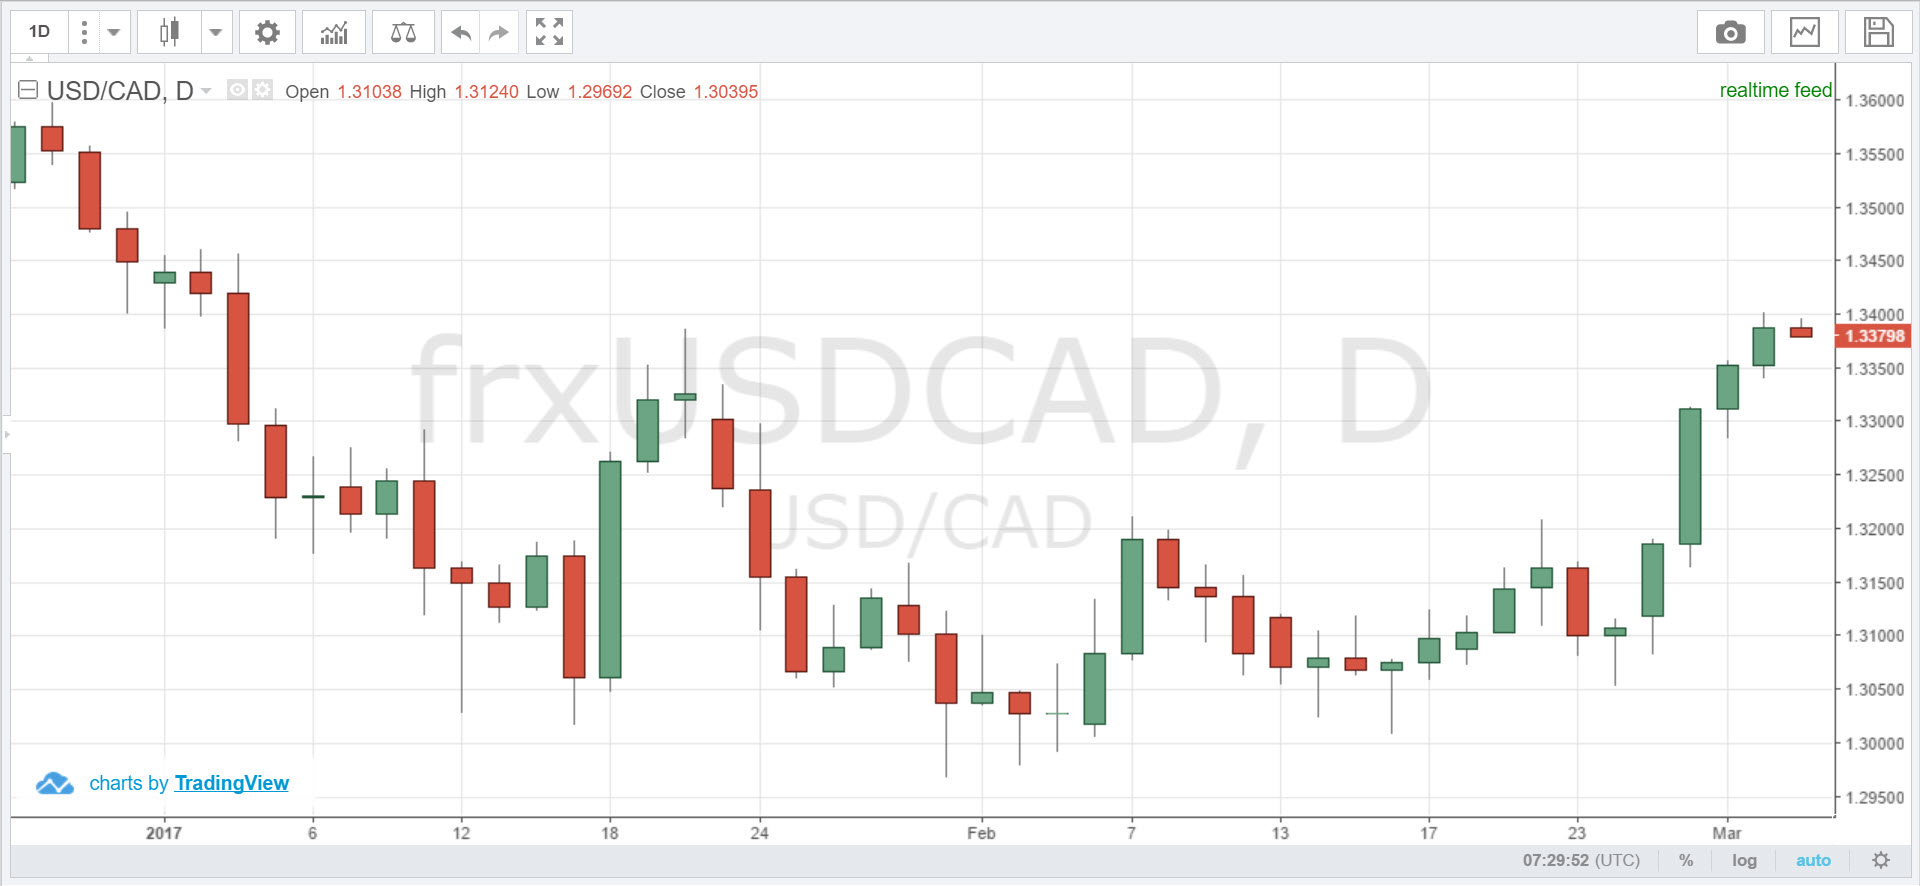 1D
USD/CAD, D Open 1.31038 High 1.31240 Low 1.29692 Close 1.30395
realtime feed
1.36000
1.35500
1.35000
1.34500
1.34000
1.33798
1.33500
1.33000
1.32500
1.32000
1.31500
1.31000
1.30500
1.30000
1.29500
frxUSDCAD, D
USD/CAD
charts by TradingView
2017 6 12 18 24 Feb 7 13 17 23 Mar
07:29:52 (UTC) % log auto